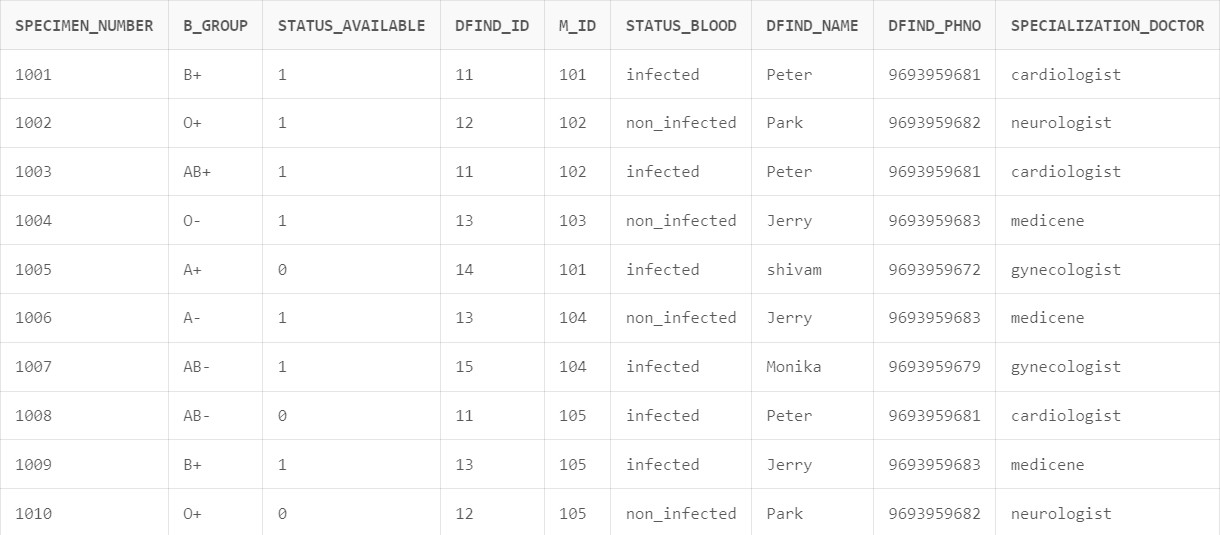 SPECIMEN_NUMBER B_GROUP STATUS_AVAILABLE DFIND_ID M_ID STATUS_BLOOD DFIND_NAME DFIND_PHNO SPECIALIZATION_DOCTOR
1001 B+ 1 11 101 infected Peter 9693959681 cardiologist
1002 O+ 1 12 102 non_infected Park 9693959682 neurologist
1003 AB+ 1 11 102 infected Peter 9693959681 cardiologist
1004 O- 1 13 103 non_infected Jerry 9693959683 medicene
1005 A+ 0 14 101 infected shivam 9693959672 gynecologist
1006 A- 1 13 104 non_infected Jerry 9693959683 medicene
1007 AB- 1 15 104 infected Monika 9693959679 gynecologist
1008 AB- 0 11 105 infected Peter 9693959681 cardiologist
1009 B+ 1 13 105 infected Jerry 9693959683 medicene
1010 O+ 0 12 105 non_infected Park 9693959682 neurologist